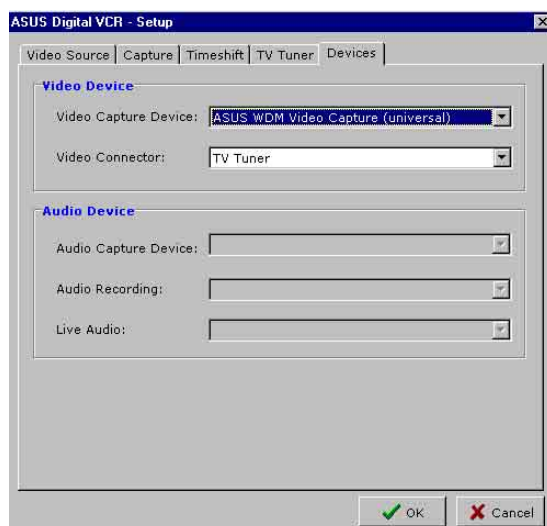 ASUS Digital VCR - Setup
Video Source Capture Timeshift TV Tuner Devices
Video Device
Video Capture Device: ASUS WDM Video Capture (universal)
Video Connector: TV Tuner
Audio Device
Audio Capture Device:
Audio Recording:
Live Audio:
OK Cancel